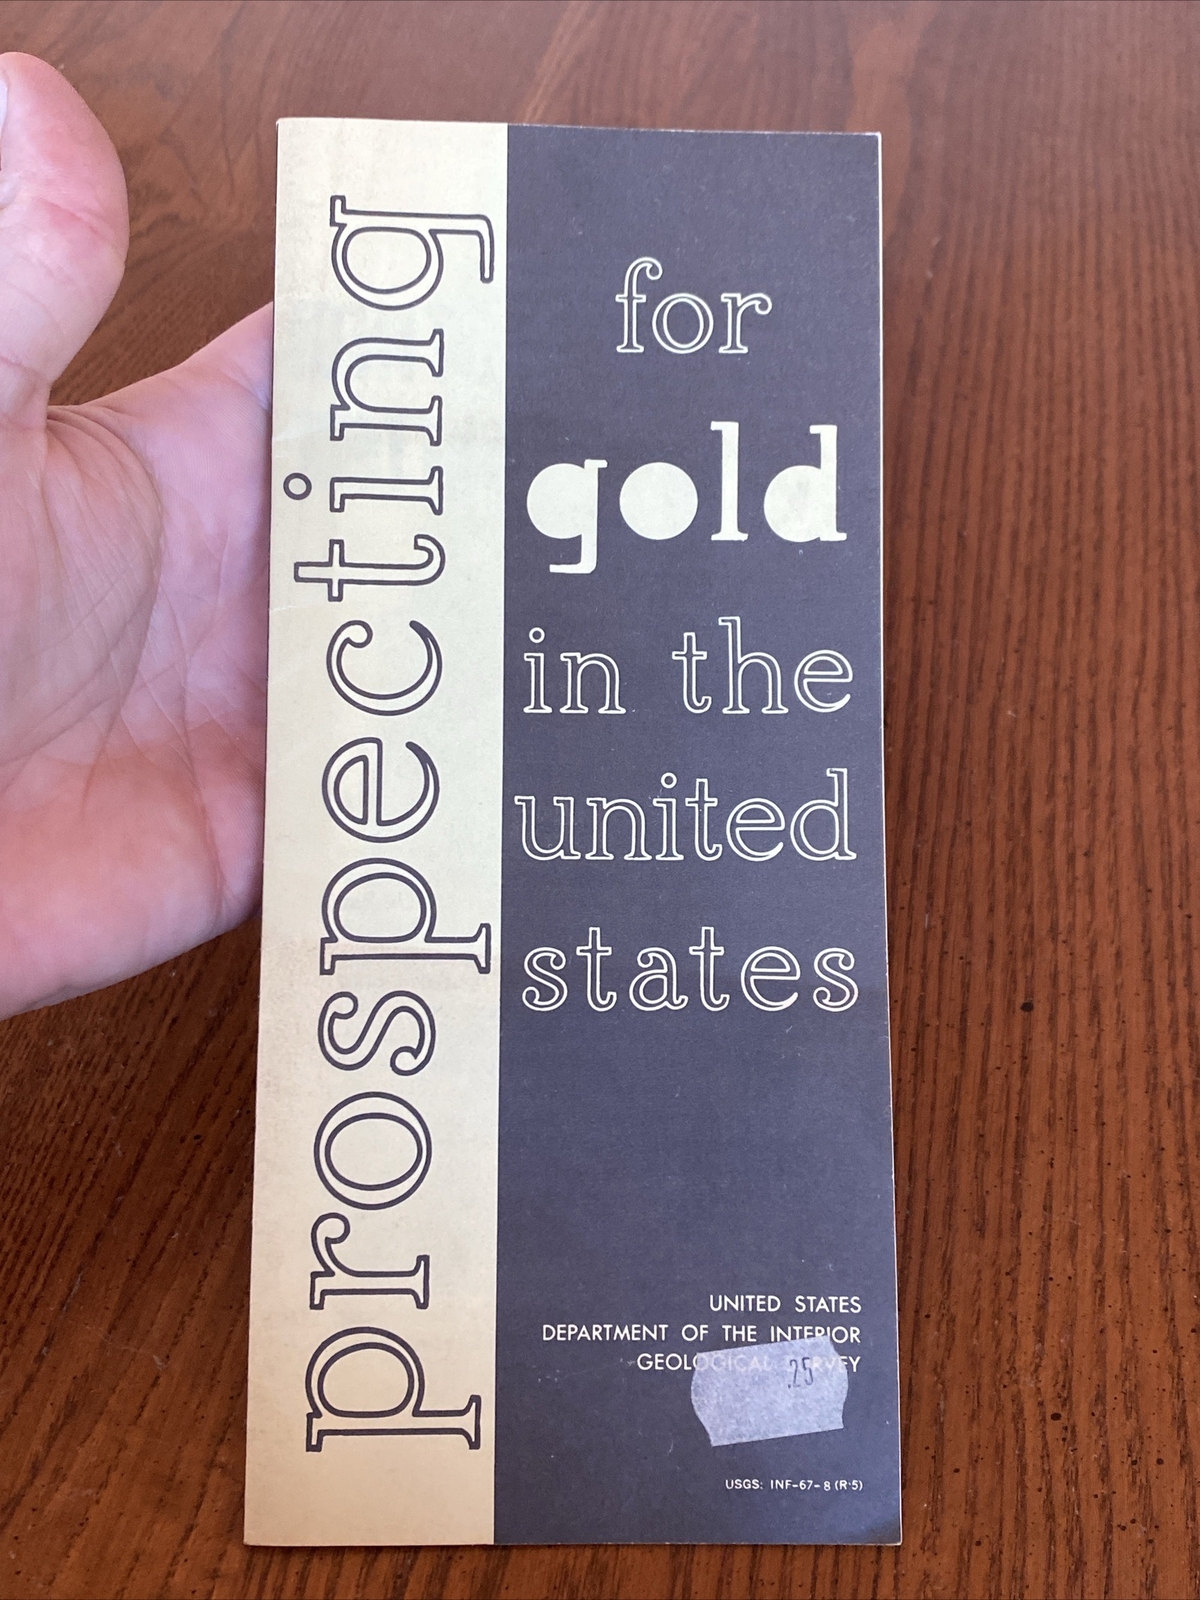 prospecting
for
gold
in the
united
states
UNITED STATES
DEPARTMENT OF THE INTERIOR
GEOLOGICAL SURVEY
.25
USGS: INF-67-8 (R·5)